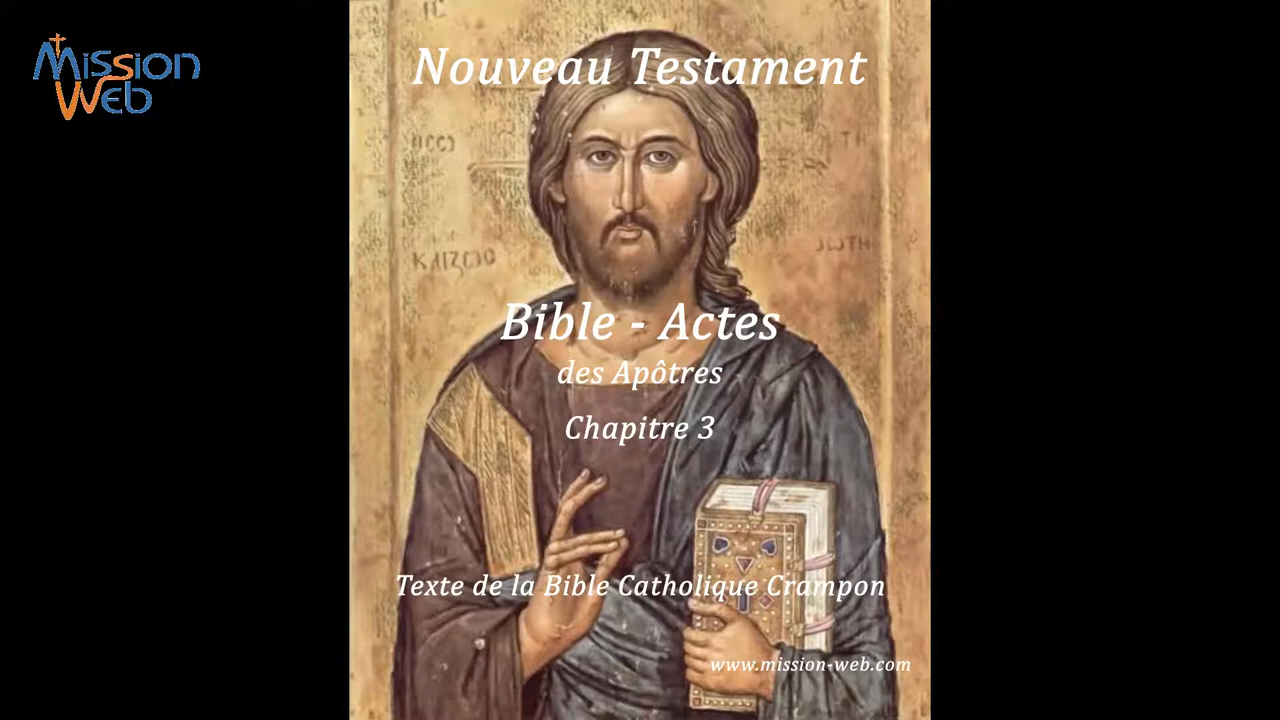 Mission
Web
Nouveau Testament
Bible - Actes
des Apôtres
Chapitre 3
Texte de la Bible Catholique Crampon
www.mission-web.com